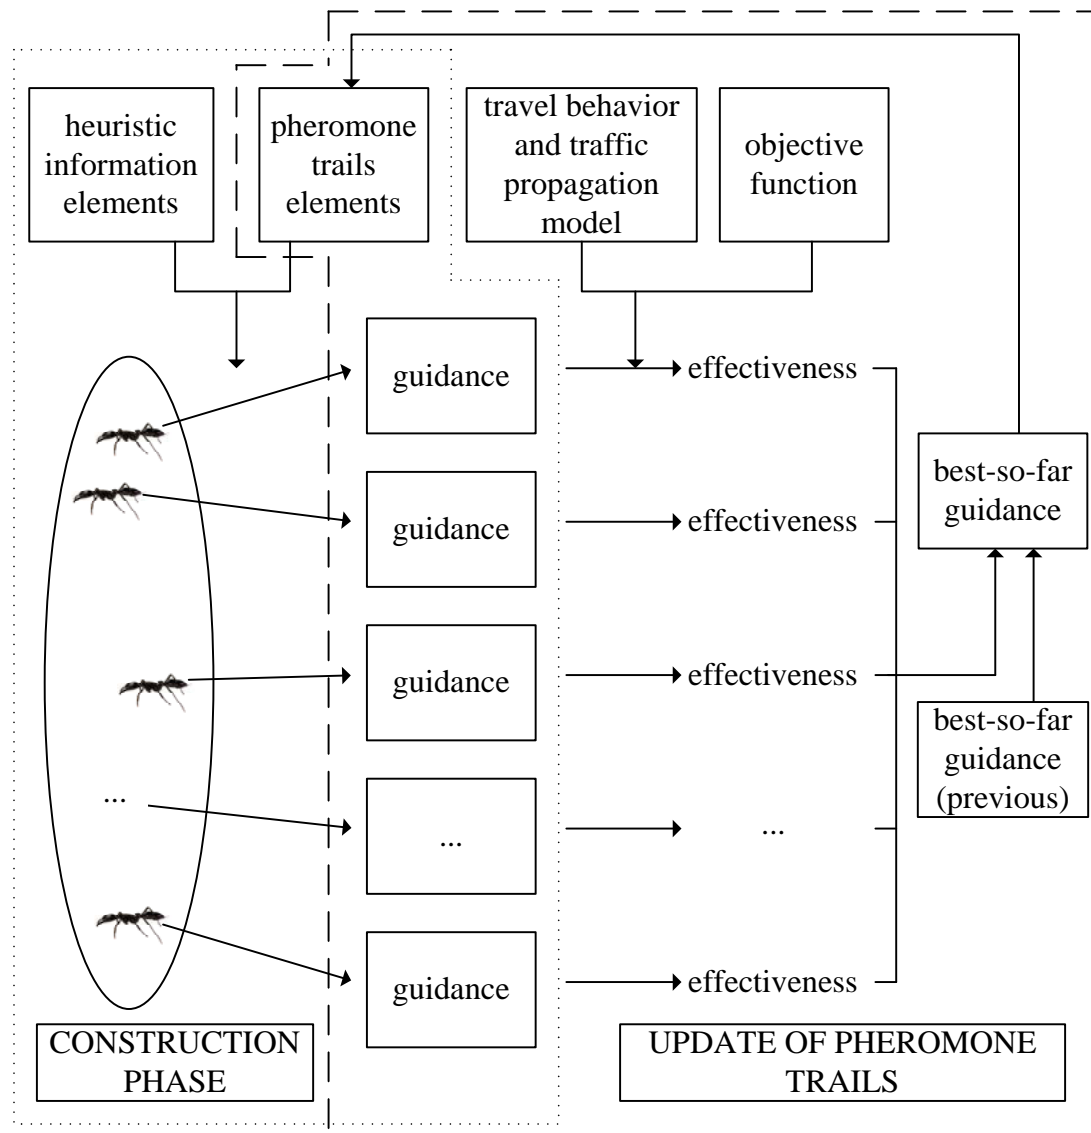 heuristic
information
elements
pheromone
trails
elements
travel behavior
and traffic
propagation
model
objective
function
guidance
effectiveness
guidance
effectiveness
best-so-far
guidance
guidance
effectiveness
best-so-far
guidance
(previous)
...
...
...
guidance
effectiveness
CONSTRUCTION
PHASE
UPDATE OF PHEROMONE
TRAILS